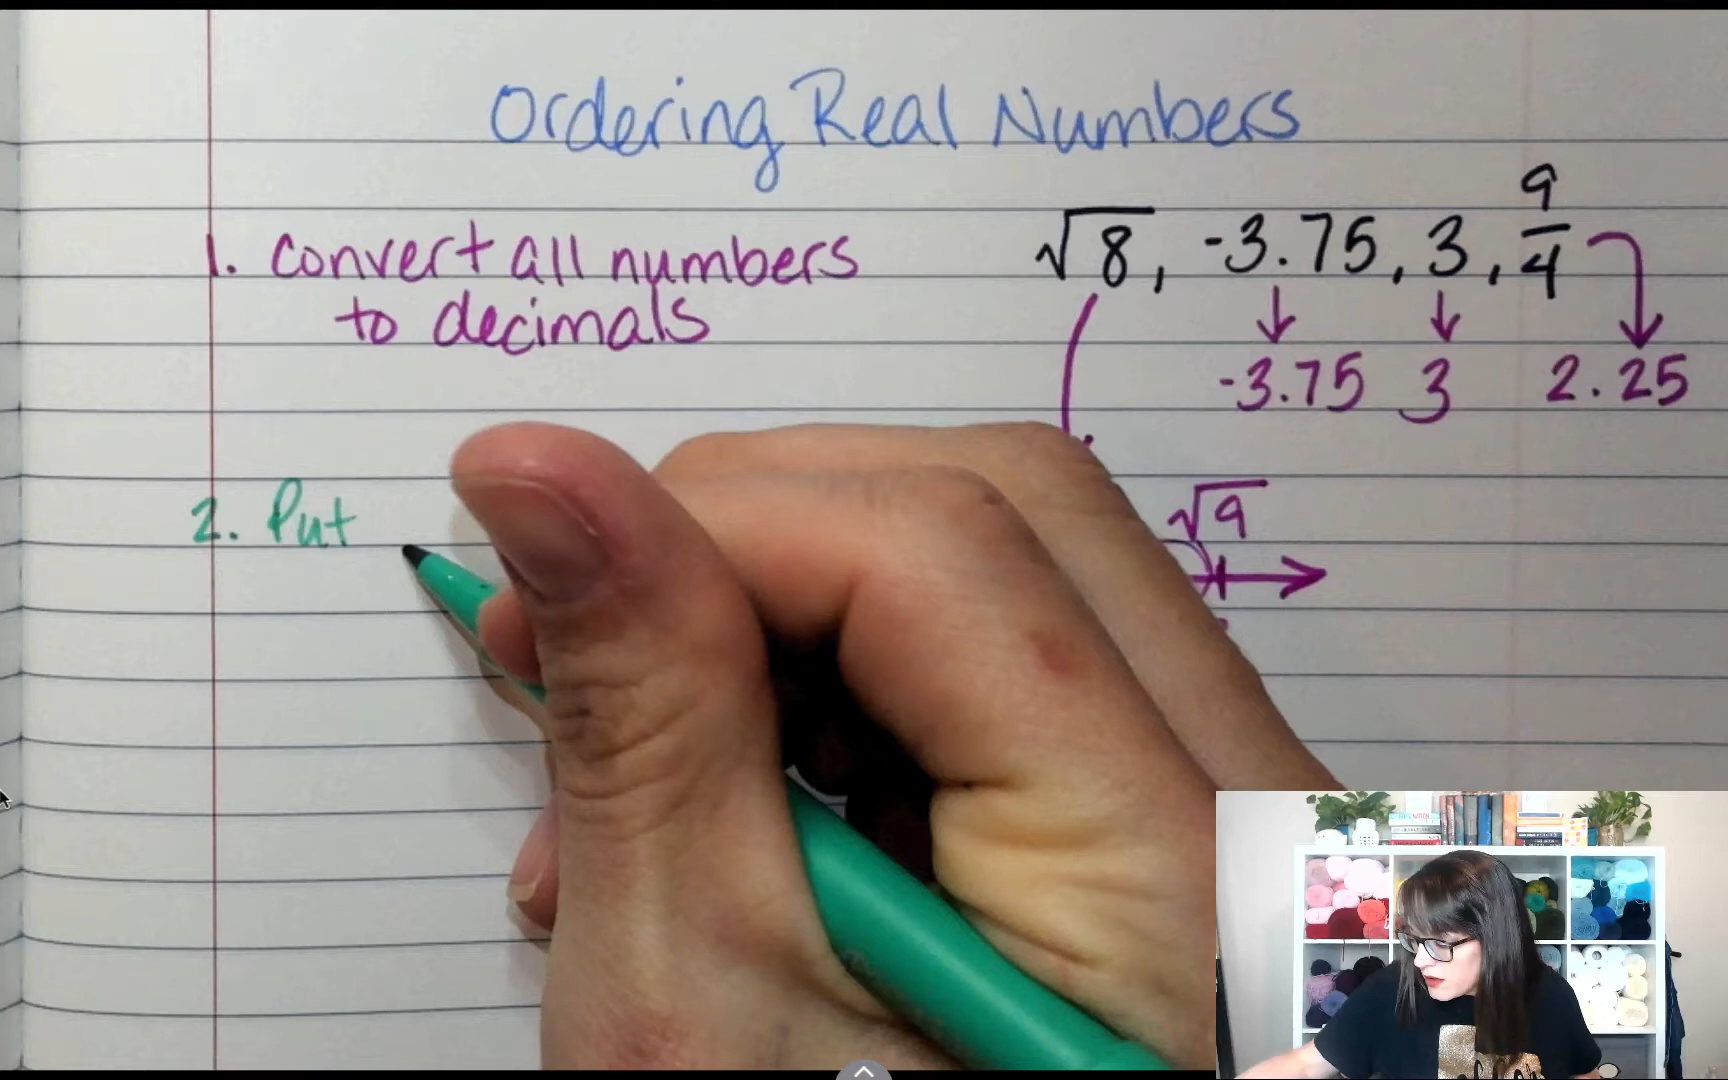 Ordering Real Numbers
1. convert all numbers
to decimals
√8, -3.75, 3, 9/4
-3.75 3 2.25
√9
2. Put